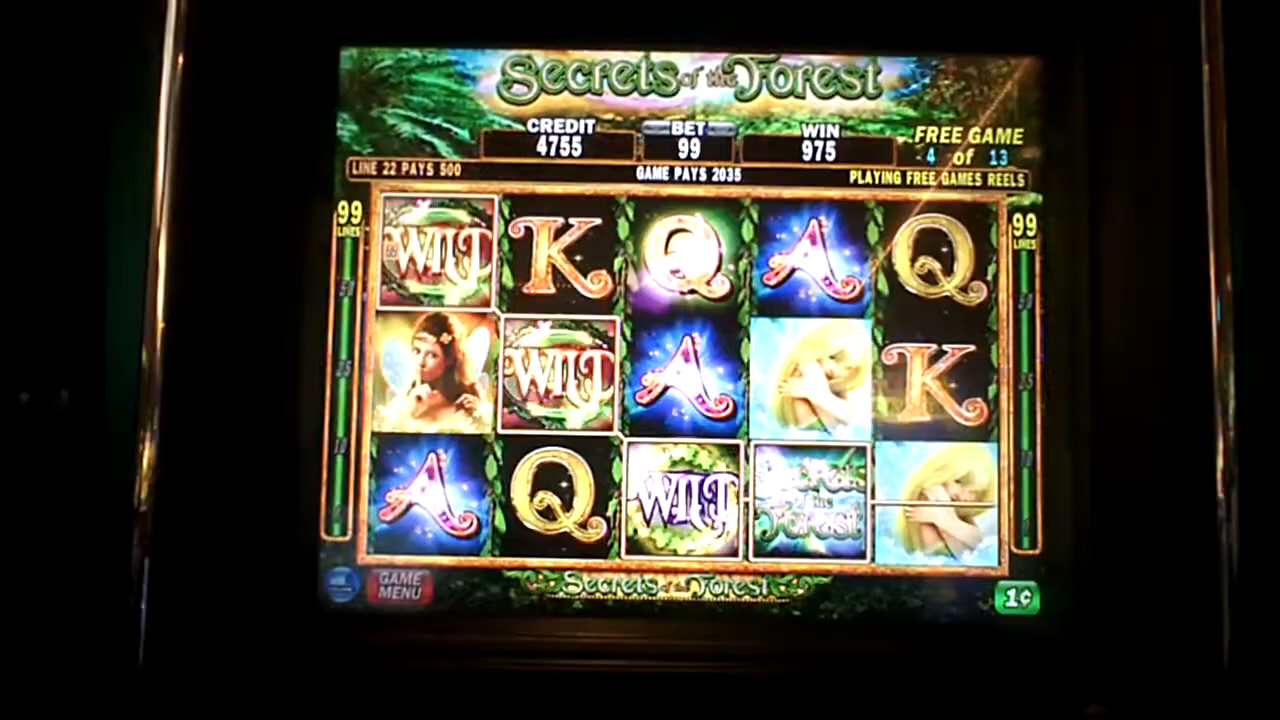 Secrets of the Forest
CREDIT BET WIN FREE GAME
4755 99 975 4 of 13
LINE 22 PAYS 500 GAME PAYS 2035 PLAYING FREE GAMES REELS
99 99
LINES LINES
WILD K Q A Q
WILD A K
A Q WILD Secrets of the Forest
GAME MENU
Secrets of the Forest
1¢